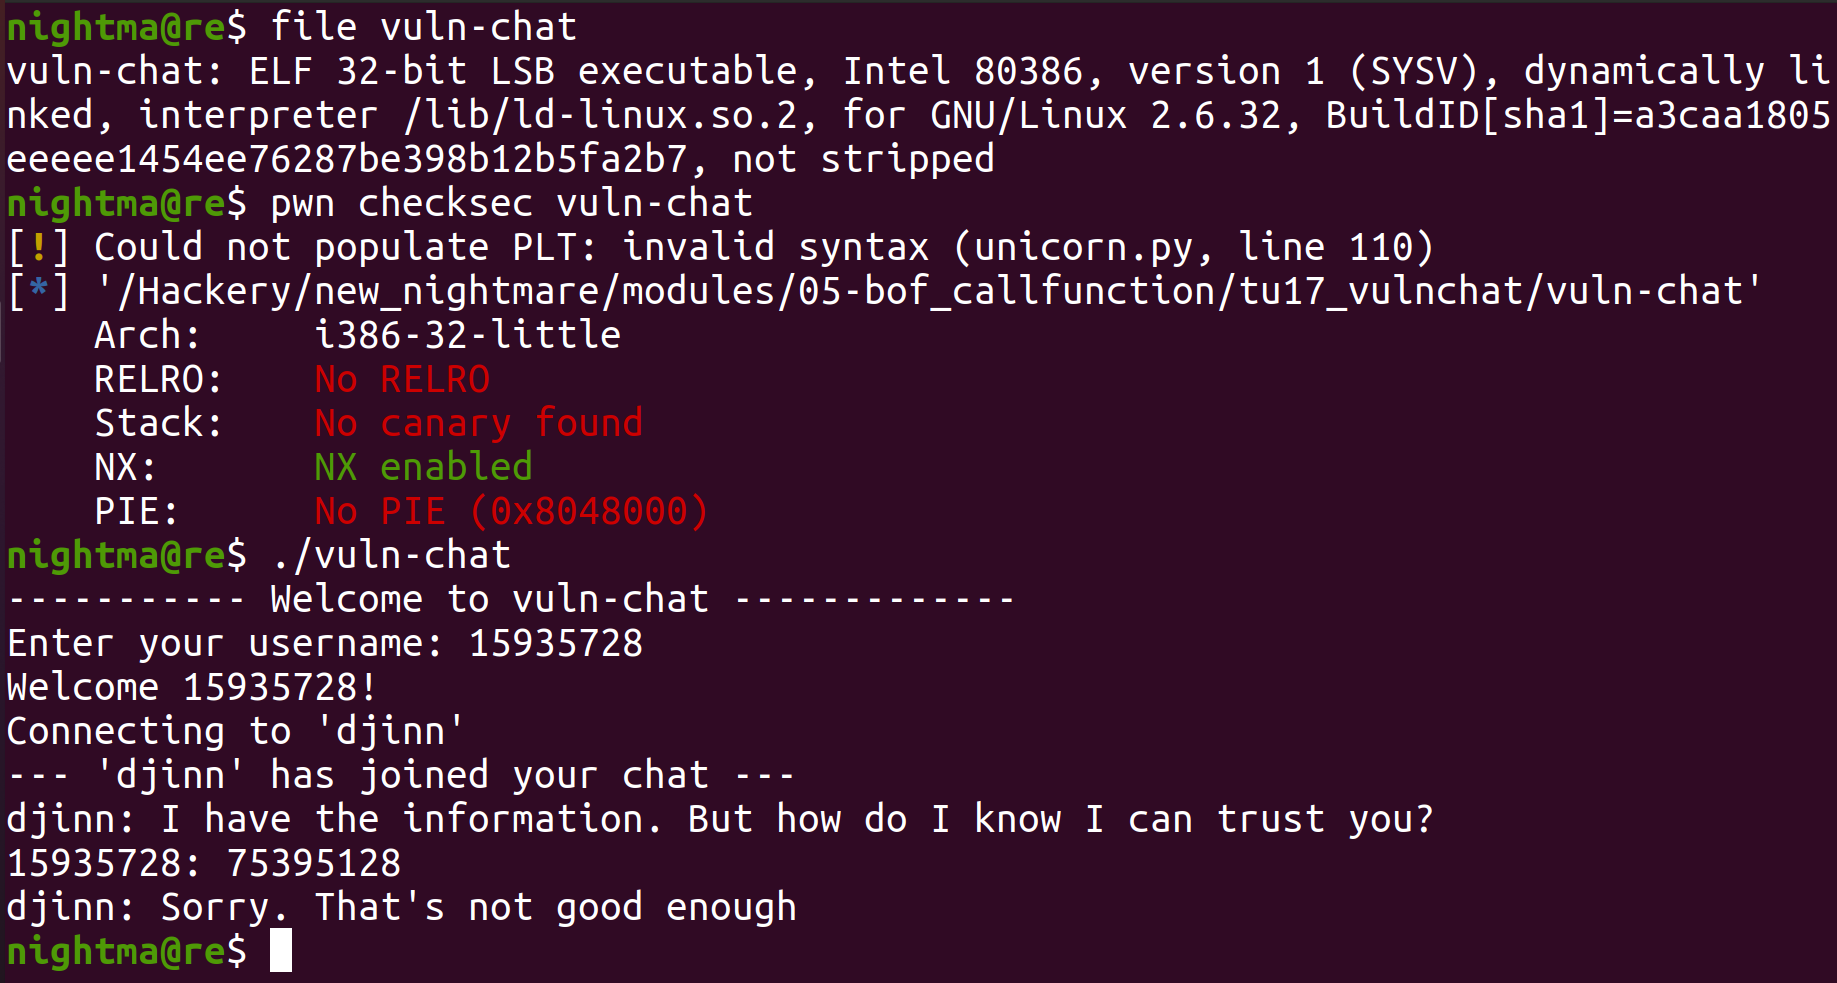 nightma@re$ file vuln-chat
vuln-chat: ELF 32-bit LSB executable, Intel 80386, version 1 (SYSV), dynamically li
nked, interpreter /lib/ld-linux.so.2, for GNU/Linux 2.6.32, BuildID[sha1]=a3caa1805
eeeee1454ee76287be398b12b5fa2b7, not stripped
nightma@re$ pwn checksec vuln-chat
[!] Could not populate PLT: invalid syntax (unicorn.py, line 110)
[*] '/Hackery/new_nightmare/modules/05-bof_callfunction/tu17_vulnchat/vuln-chat'
    Arch:     i386-32-little
    RELRO:    No RELRO
    Stack:    No canary found
    NX:       NX enabled
    PIE:      No PIE (0x8048000)
nightma@re$ ./vuln-chat
----------- Welcome to vuln-chat -------------
Enter your username: 15935728
Welcome 15935728!
Connecting to 'djinn'
--- 'djinn' has joined your chat ---
djinn: I have the information. But how do I know I can trust you?
15935728: 75395128
djinn: Sorry. That's not good enough
nightma@re$